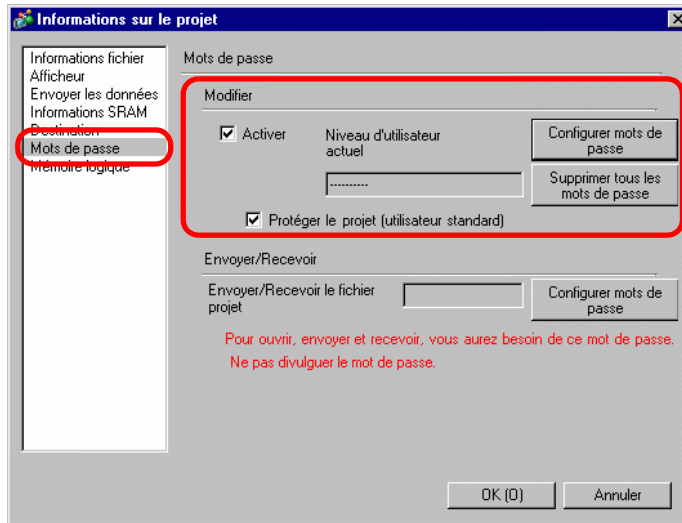 Informations sur le projet
Informations fichier
Afficheur
Envoyer les données
Informations SRAM
Destination
Mots de passe
Mémoire logique
Mots de passe
Modifier
Activer
Niveau d'utilisateur
actuel
Configurer mots de
passe
----------
Supprimer tous les
mots de passe
Protéger le projet (utilisateur standard)
Envoyer/Recevoir
Envoyer/Recevoir le fichier
projet
Configurer mots de
passe
Pour ouvrir, envoyer et recevoir, vous aurez besoin de ce mot de passe.
Ne pas divulguer le mot de passe.
OK (O)
Annuler